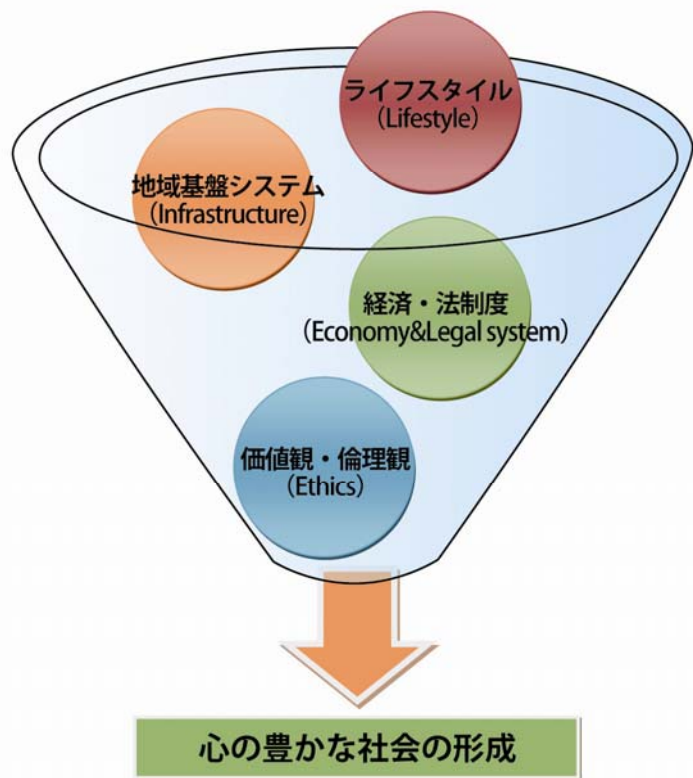 ライフスタイル
(Lifestyle)
地域基盤システム
(Infrastructure)
経済・法制度
(Economy&Legal system)
価値観・倫理観
(Ethics)
心の豊かな社会の形成